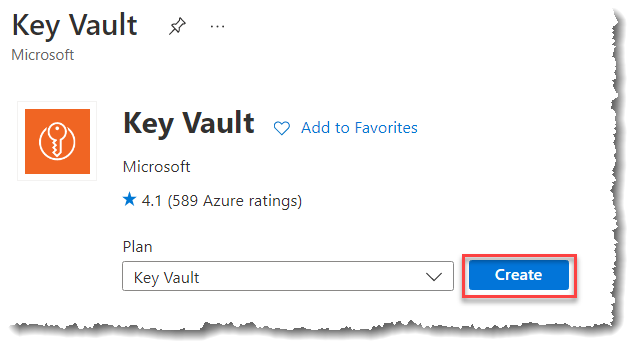 Key Vault ...
Microsoft
Key Vault Add to Favorites
Microsoft
4.1 (589 Azure ratings)
Plan
Key Vault Create